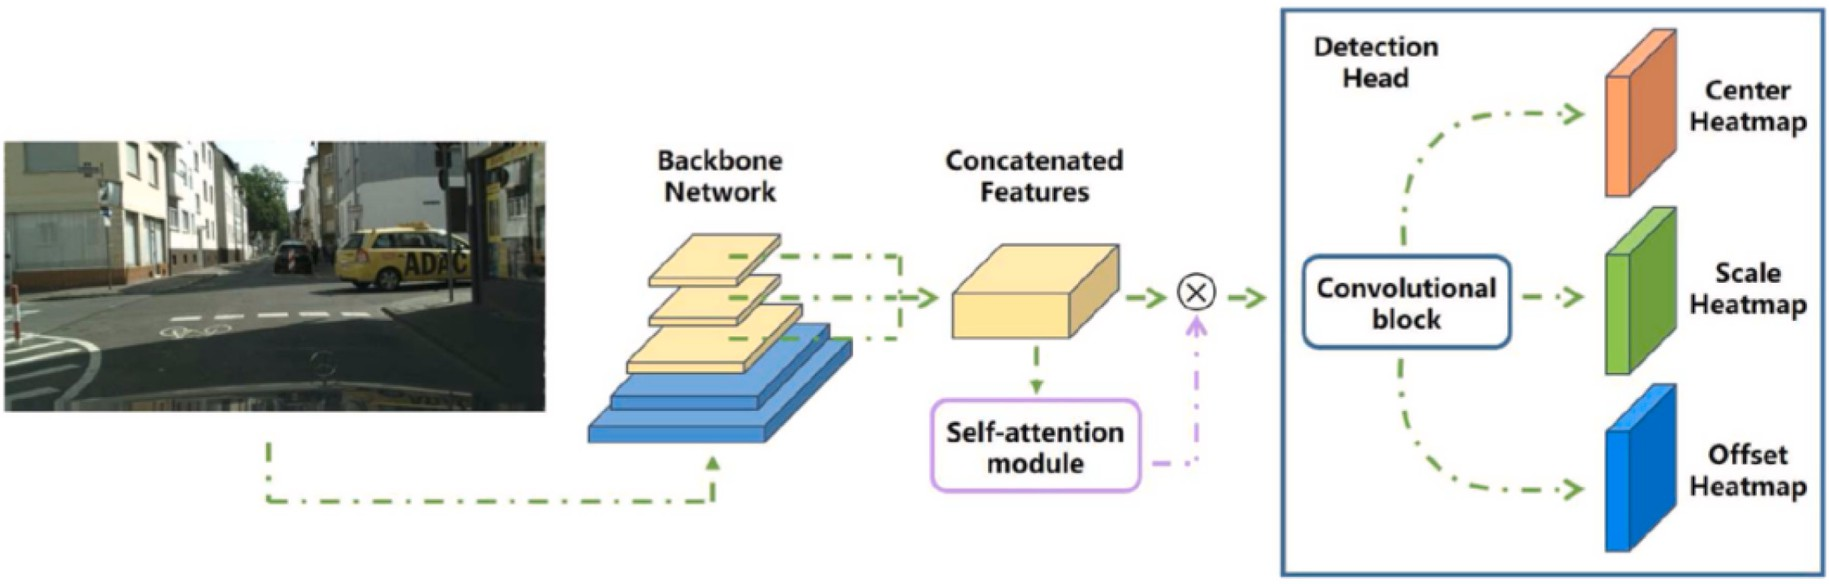 Detection
Head
Center
Heatmap
Backbone
Network
Concatenated
Features
ADAC
Convolutional
block
Scale
Heatmap
Self-attention
module
Offset
Heatmap